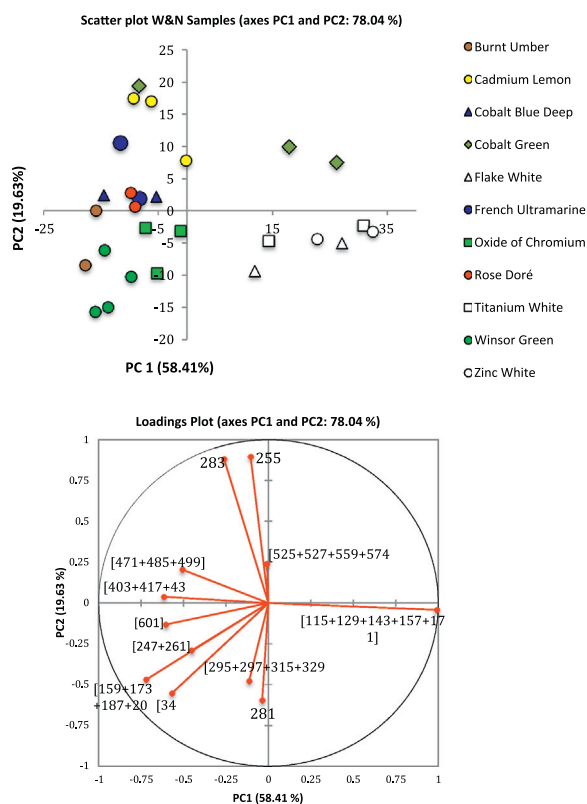 Scatter plot W&N Samples (axes PC1 and PC2: 78.04 %)
25
20
15
10
5
0
-25
-5
15
35
-5
-10
-15
-20
PC2 (19.63%)
PC 1 (58.41%)
Burnt Umber
Cadmium Lemon
Cobalt Blue Deep
Cobalt Green
Flake White
French Ultramarine
Oxide of Chromium
Rose Doré
Titanium White
Winsor Green
Zinc White
Loadings Plot (axes PC1 and PC2: 78.04 %)
1
0.75
0.5
0.25
0
-0.25
-0.5
-0.75
-1
PC2 (19.63 %)
283
255
[525+527+559+574
[471+485+499]
[403+417+43
[601]
[247+261]
[115+129+143+157+17
1]
[295+297+315+329
[159+173
+187+20
[34
281
-1
-0.75
-0.5
-0.25
0
0.25
0.5
0.75
1
PC1 (58.41 %)